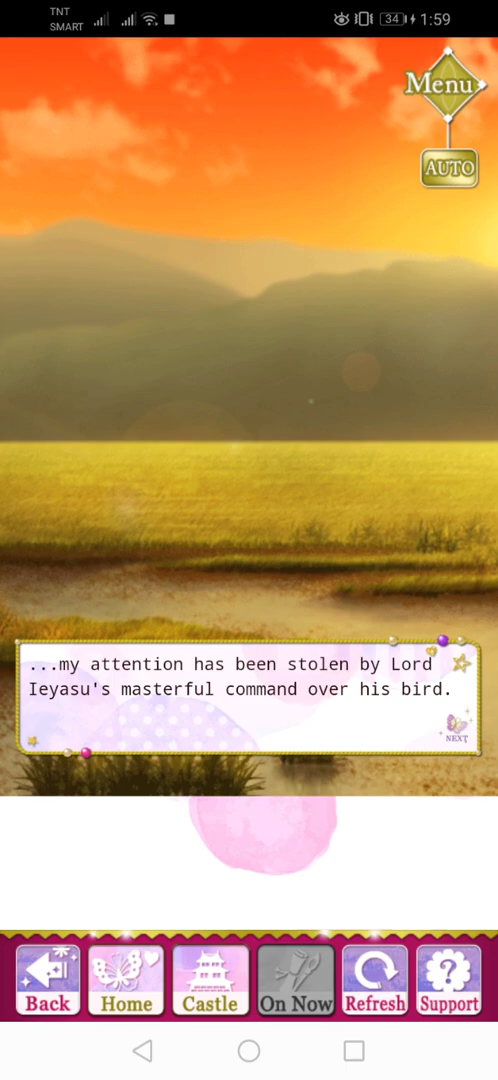 TNT
SMART
34
1:59
Menu
AUTO
...my attention has been stolen by Lord
Ieyasu's masterful command over his bird.
NEXT
Back
Home
Castle
On Now
Refresh
?
Support